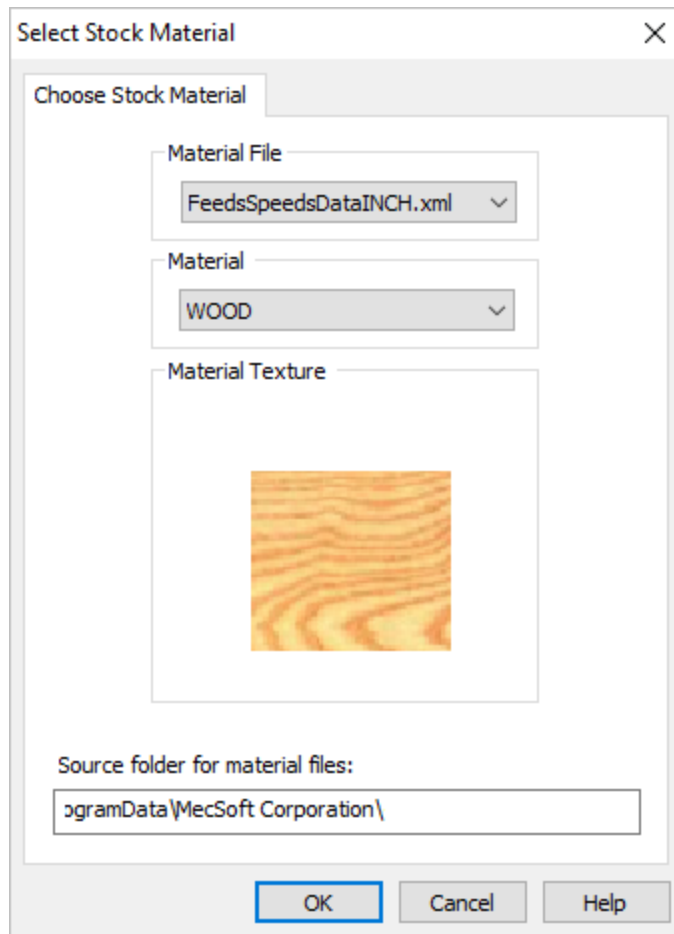 Select Stock Material
Choose Stock Material
Material File
FeedsSpeedsDataINCH.xml
Material
WOOD
Material Texture
Source folder for material files:
ogramData\MecSoft Corporation\
OK Cancel Help